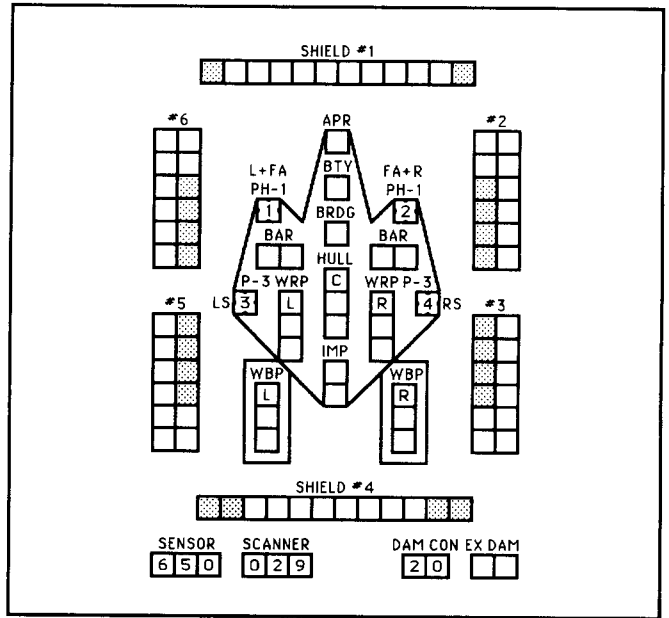 SHIELD #1
#6
APR
#2
L+FA
BTY
FA+R
PH-1
PH-1
1
BRDG
2
BAR
BAR
HULL
C
P-3 WRP
WRP P-3
LS 3
L
R
4 RS
#5
#3
IMP
WBP
WBP
L
R
SHIELD #4
SENSOR
SCANNER
DAM CON
EX DAM
6 5 0
0 2 9
2 0